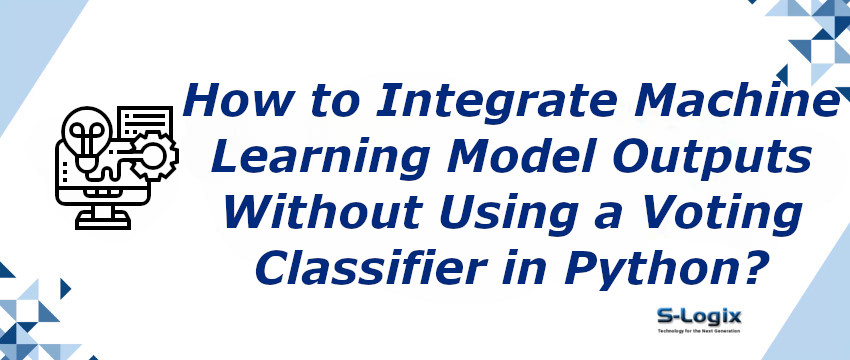 How to Integrate Machine
Learning Model Outputs
Without Using a Voting
Classifier in Python?
S-Logix
Technology for the Next Generation